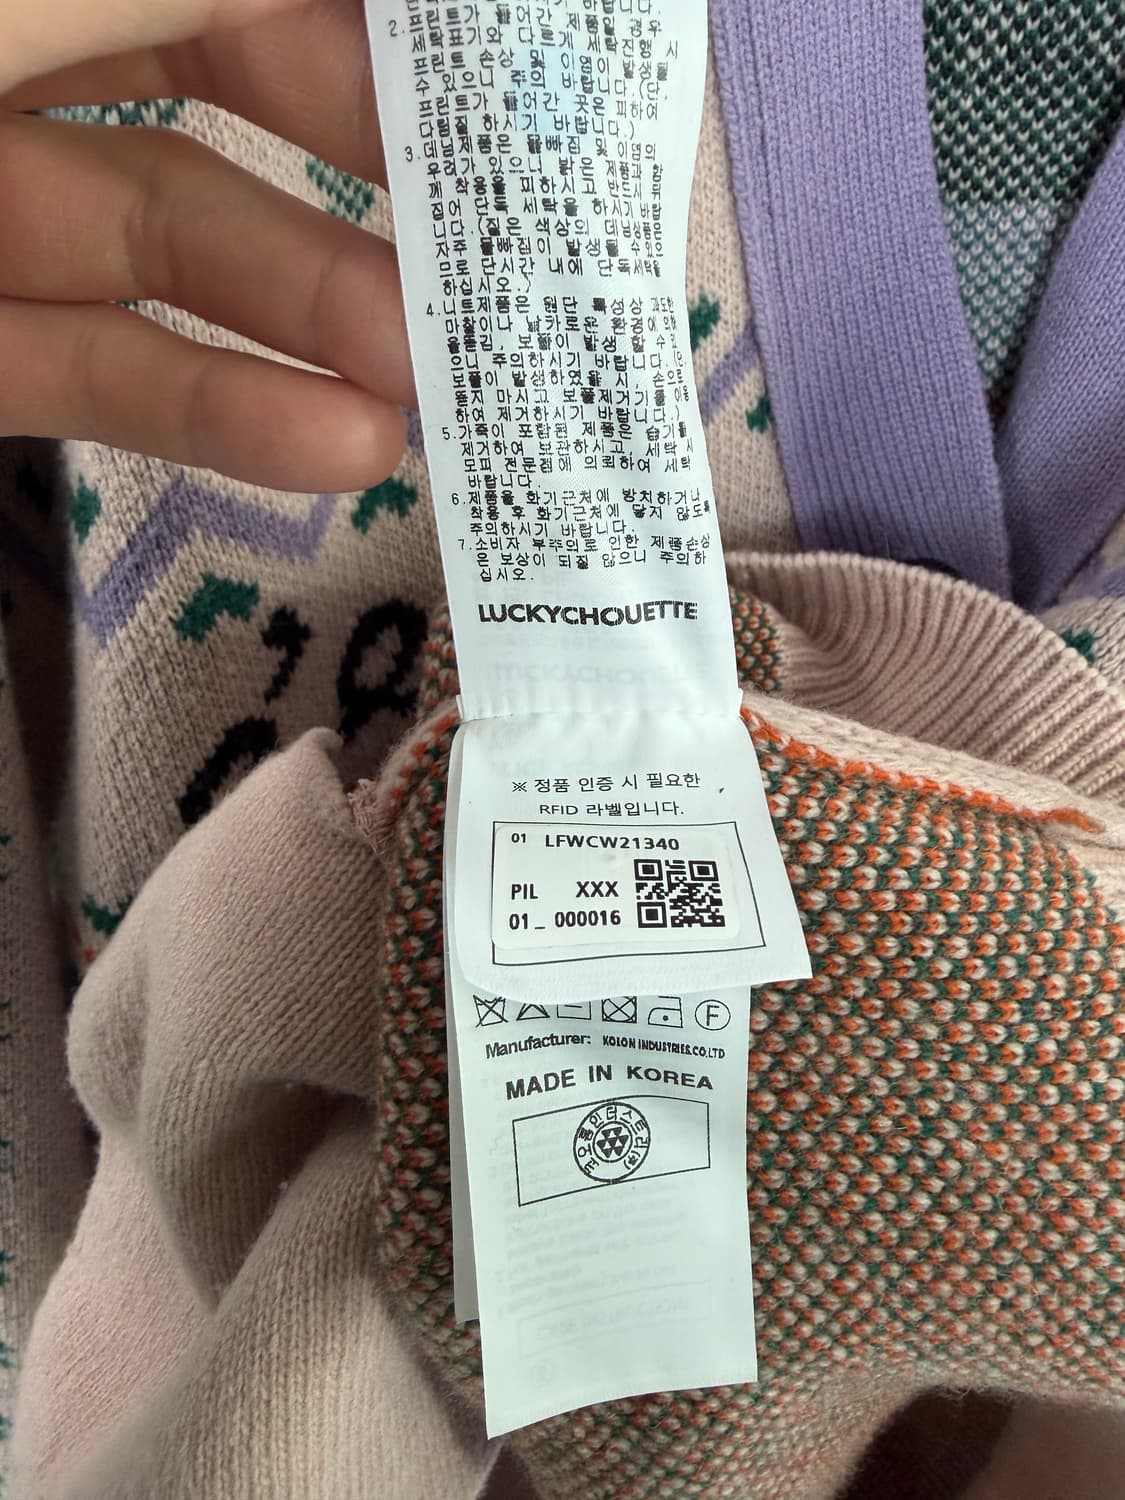 2.프린트가 들어간 제품인 경우
세탁 표기와 다르게 세탁 진행 시
프린트 손상 및 이염이 발생될
수 있으니 주의 바랍니다.(단,
프린트가 들어간 곳은 피하여
다림질 하시기 바랍니다.)
3.데님제품은 물빠짐 및 이염의
우려가 있으니 밝은 제품과 함께
착용을 피하시고 반드시 뒤집
어 단독 세탁을 하시기 바랍
니다.(짙은 색상의 데님제품은
자주 물빠짐이 발생될 수 있으
므로 단시간 내에 단독세탁을
하십시오.)
4.니트제품은 원단 특성상 과도한
마찰이나 날카로운 환경에 의해
올뜯김, 보풀이 발생할 수 있
으니 주의하시기 바랍니다.(만
보풀이 발생하였을 시, 손으로
뜯지 마시고 보풀제거기를 이용
하여 제거하시기 바랍니다.)
5.가죽이 포함된 제품은 습기를
제거하여 보관하시고, 세탁 시
모피 전문점에 의뢰하여 세탁
바랍니다.
6.제품을 화기근처에 방치하거나
착용 후 화기근처에 닿지 않도록
주의하시기 바랍니다.
7.소비자 부주의로 인한 제품손상
은 보상이 되질 않으니 주의하
십시오.
LUCKYCHOUETTE
※ 정품 인증 시 필요한
RFID 라벨입니다.
01 LFWCW21340
PIL XXX
01_ 000016
F
Manufacturer: KOLON INDUSTRIES.CO.LTD
MADE IN KOREA
코오롱인더스트리(주)